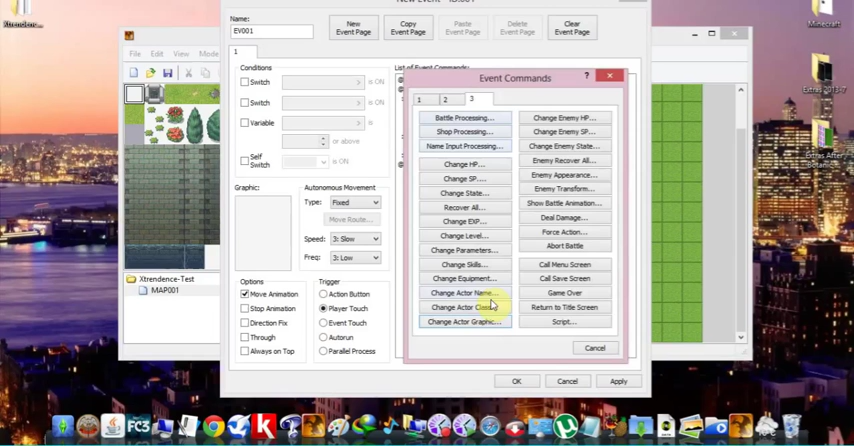 New Event - ID:001
Xtrendenc...
Minecraft
Extras 2013-7
Extras After
File Edit View Mode
Name:
EV001
New
Event Page
Copy
Event Page
Paste
Event Page
Delete
Event Page
Clear
Event Page
1
Conditions
Switch
is ON
Switch
is ON
Variable
is
or above
Self
Switch
is ON
Graphic:
Autonomous Movement
Type: Fixed
Move Route...
Speed: 3: Slow
Freq: 3: Low
Options
Move Animation
Stop Animation
Direction Fix
Through
Always on Top
Trigger
Action Button
Player Touch
Event Touch
Autorun
Parallel Process
List of Event Commands:
Event Commands
1 2 3
Battle Processing...
Shop Processing...
Name Input Processing...
Change HP...
Change SP...
Change State...
Recover All...
Change EXP...
Change Level...
Change Parameters...
Change Skills...
Change Equipment...
Change Actor Name...
Change Actor Class...
Change Actor Graphic...
Change Enemy HP...
Change Enemy SP...
Change Enemy State...
Enemy Recover All...
Enemy Appearance...
Enemy Transform...
Show Battle Animation...
Deal Damage...
Force Action...
Abort Battle
Call Menu Screen
Call Save Screen
Game Over
Return to Title Screen
Script...
Cancel
OK
Cancel
Apply
Xtrendence-Test
MAP001
FC3